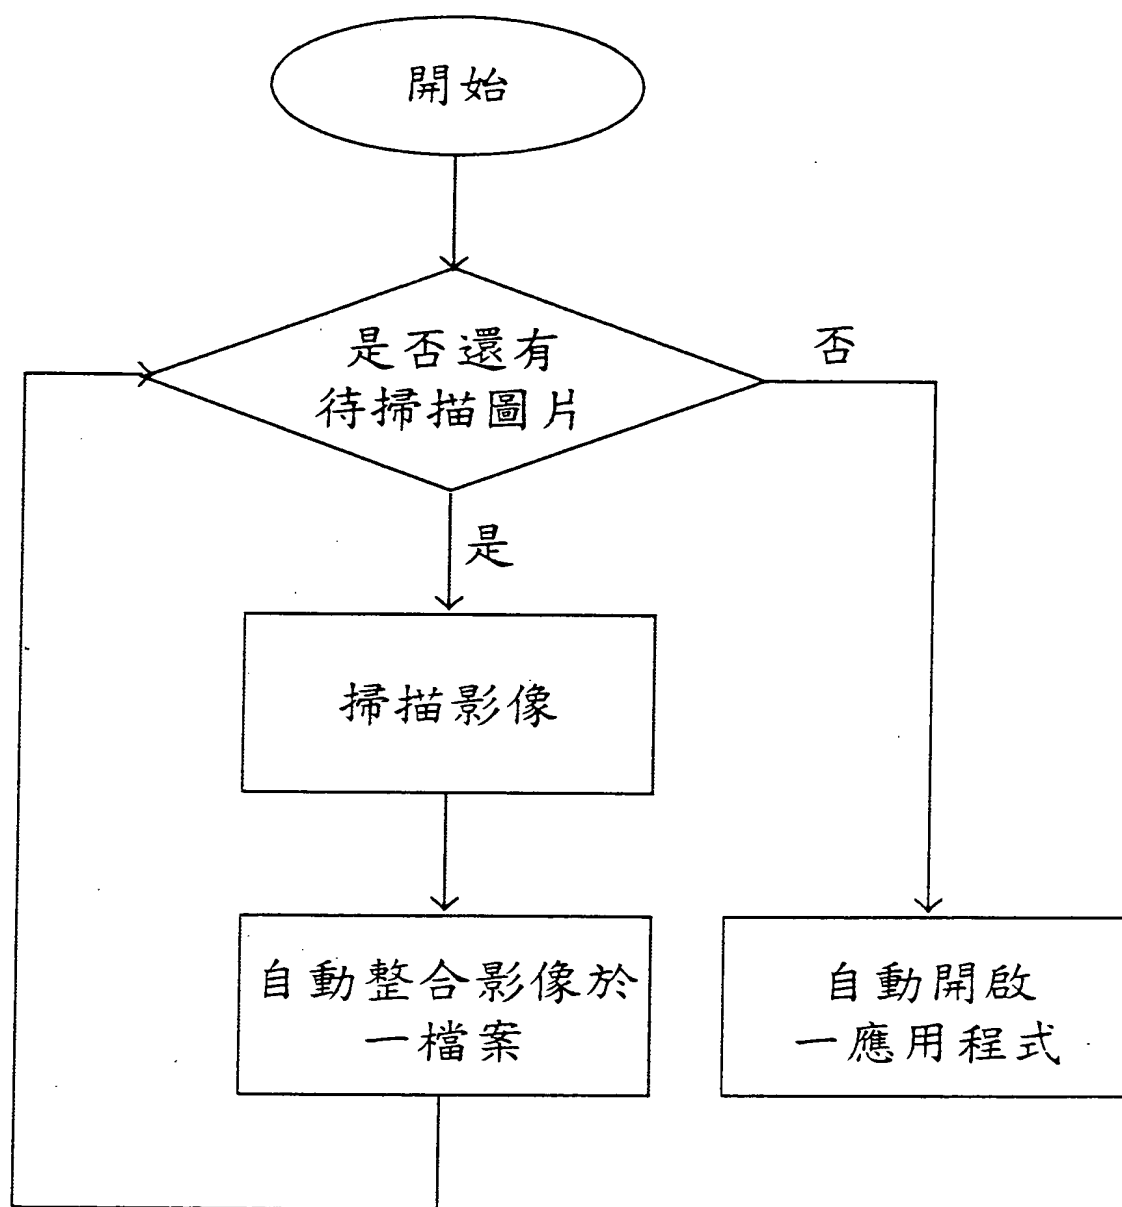 開始
是否還有
待掃描圖片
否
是
掃描影像
自動整合影像於
一檔案
自動開啟
一應用程式